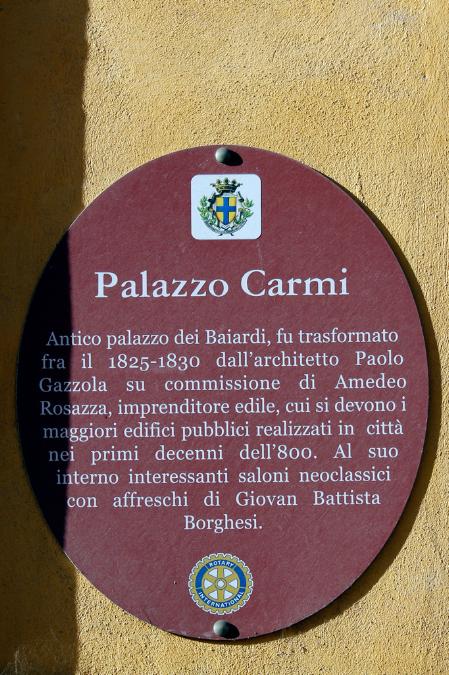 Palazzo Carmi
Antico palazzo dei Baiardi, fu trasformato
fra il 1825-1830 dall'architetto Paolo
Gazzola su commissione di Amedeo
Rosazza, imprenditore edile, cui si devono i
maggiori edifici pubblici realizzati in città
nei primi decenni dell'800. Al suo
interno interessanti saloni neoclassici
con affreschi di Giovan Battista
Borghesi.
ROTARY
INTERNATIONAL